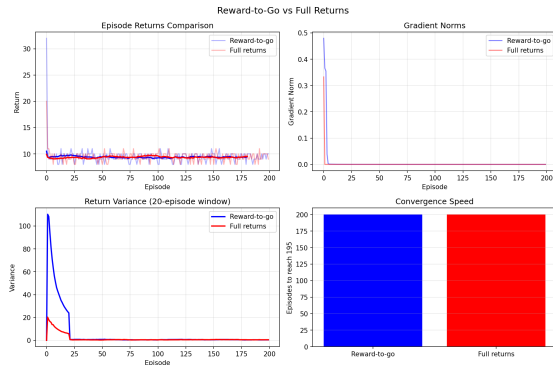 Reward-to-Go vs Full Returns
Episode Returns Comparison
Return
30
25
20
15
10
0 25 50 75 100 125 150 175 200
Episode
Reward-to-go
Full returns
Gradient Norms
Gradient Norm
0.5
0.4
0.3
0.2
0.1
0.0
0 25 50 75 100 125 150 175 200
Episode
Reward-to-go
Full returns
Return Variance (20-episode window)
Variance
100
80
60
40
20
0
0 25 50 75 100 125 150 175 200
Episode
Reward-to-go
Full returns
Convergence Speed
Episodes to reach 195
200
175
150
125
100
75
50
25
0
Reward-to-go Full returns